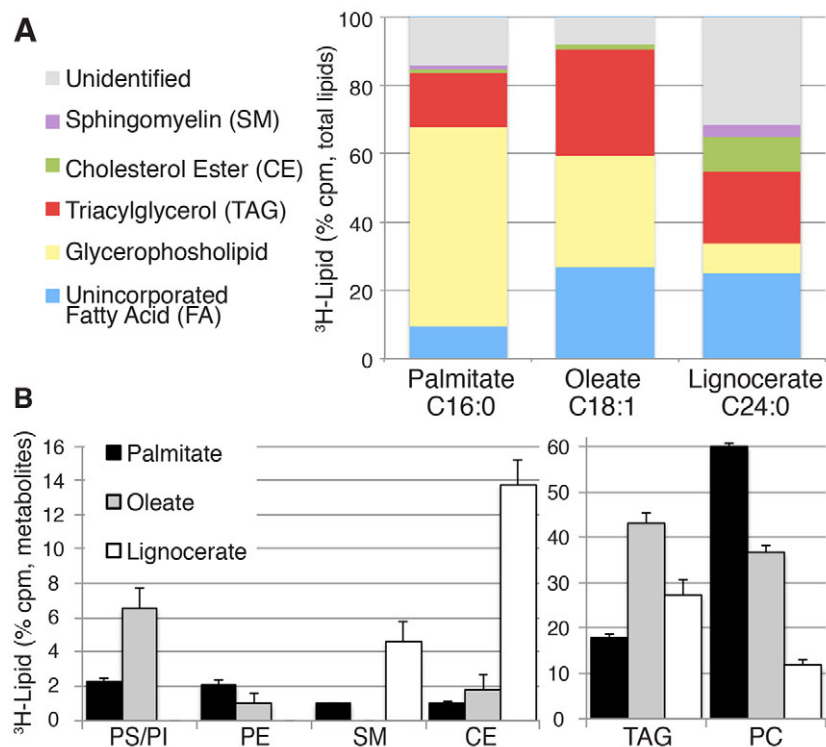 A
Unidentified
Sphingomyelin (SM)
Cholesterol Ester (CE)
Triacylglycerol (TAG)
Glycerophosholipid
Unincorporated
Fatty Acid (FA)
³H-Lipid (% cpm, total lipids)
100
80
60
40
20
0
Palmitate
C16:0
Oleate
C18:1
Lignocerate
C24:0
B
³H-Lipid (% cpm, metabolites)
16
14
12
10
8
6
4
2
0
Palmitate
Oleate
Lignocerate
PS/PI
PE
SM
CE
60
50
40
30
20
10
0
TAG
PC